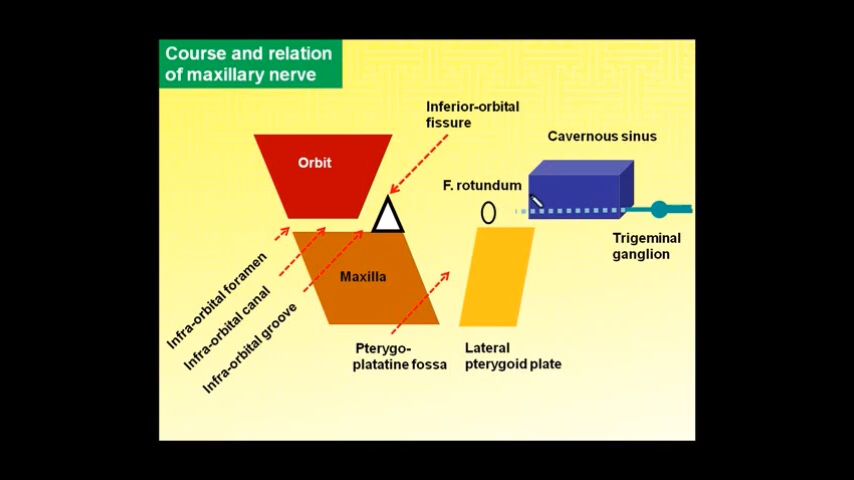 Course and relation
of maxillary nerve
Inferior-orbital
fissure
Cavernous sinus
Orbit
F. rotundum
Trigeminal
ganglion
Maxilla
Infra-orbital foramen
Infra-orbital canal
Infra-orbital groove
Pterygo-
platatine fossa
Lateral
pterygoid plate